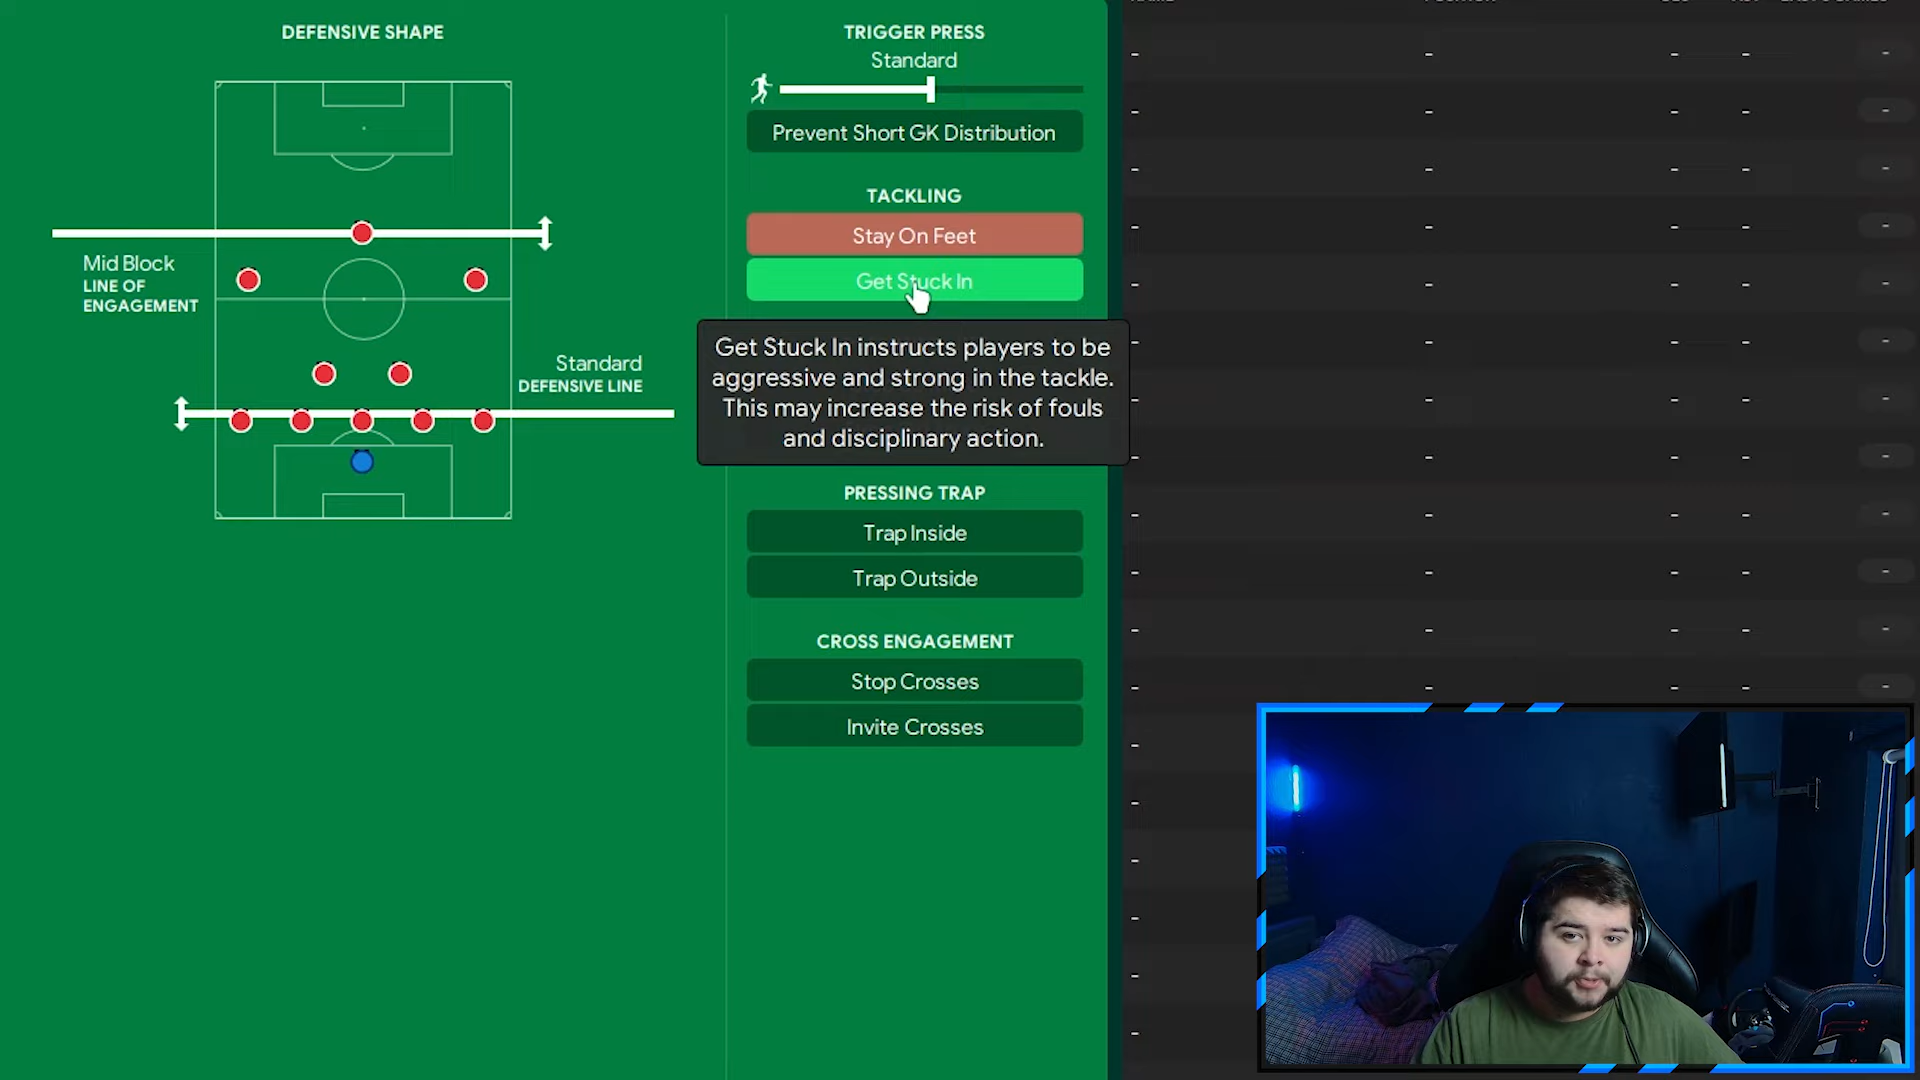 DEFENSIVE SHAPE
Mid Block
LINE OF
ENGAGEMENT
Standard
DEFENSIVE LINE
TRIGGER PRESS
Standard
Prevent Short GK Distribution
TACKLING
Stay On Feet
Get Stuck In
Get Stuck In instructs players to be
aggressive and strong in the tackle.
This may increase the risk of fouls
and disciplinary action.
PRESSING TRAP
Trap Inside
Trap Outside
CROSS ENGAGEMENT
Stop Crosses
Invite Crosses